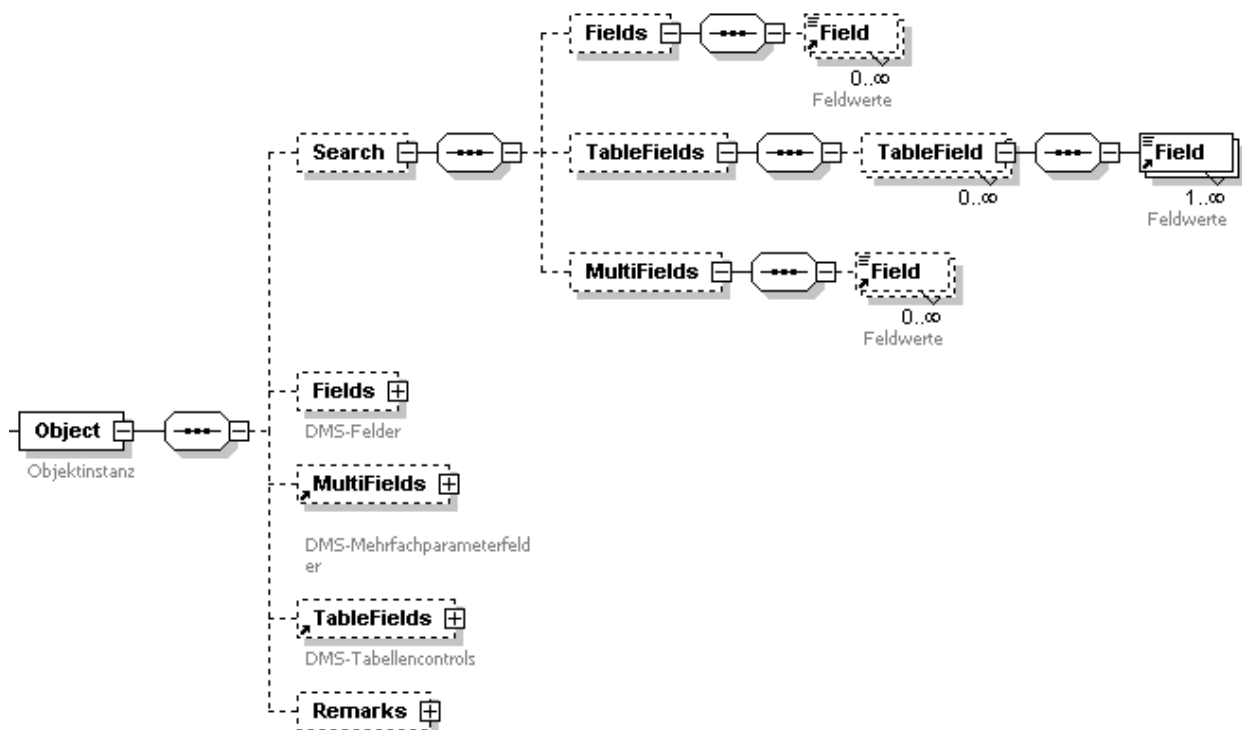 Fields
Field
0..∞
Feldwerte
Search
TableFields
TableField
Field
0..∞
1..∞
Feldwerte
MultiFields
Field
0..∞
Feldwerte
Fields
DMS-Felder
Object
Objektinstanz
MultiFields
DMS-Mehrfachparameterfeld
er
TableFields
DMS-Tabellencontrols
Remarks